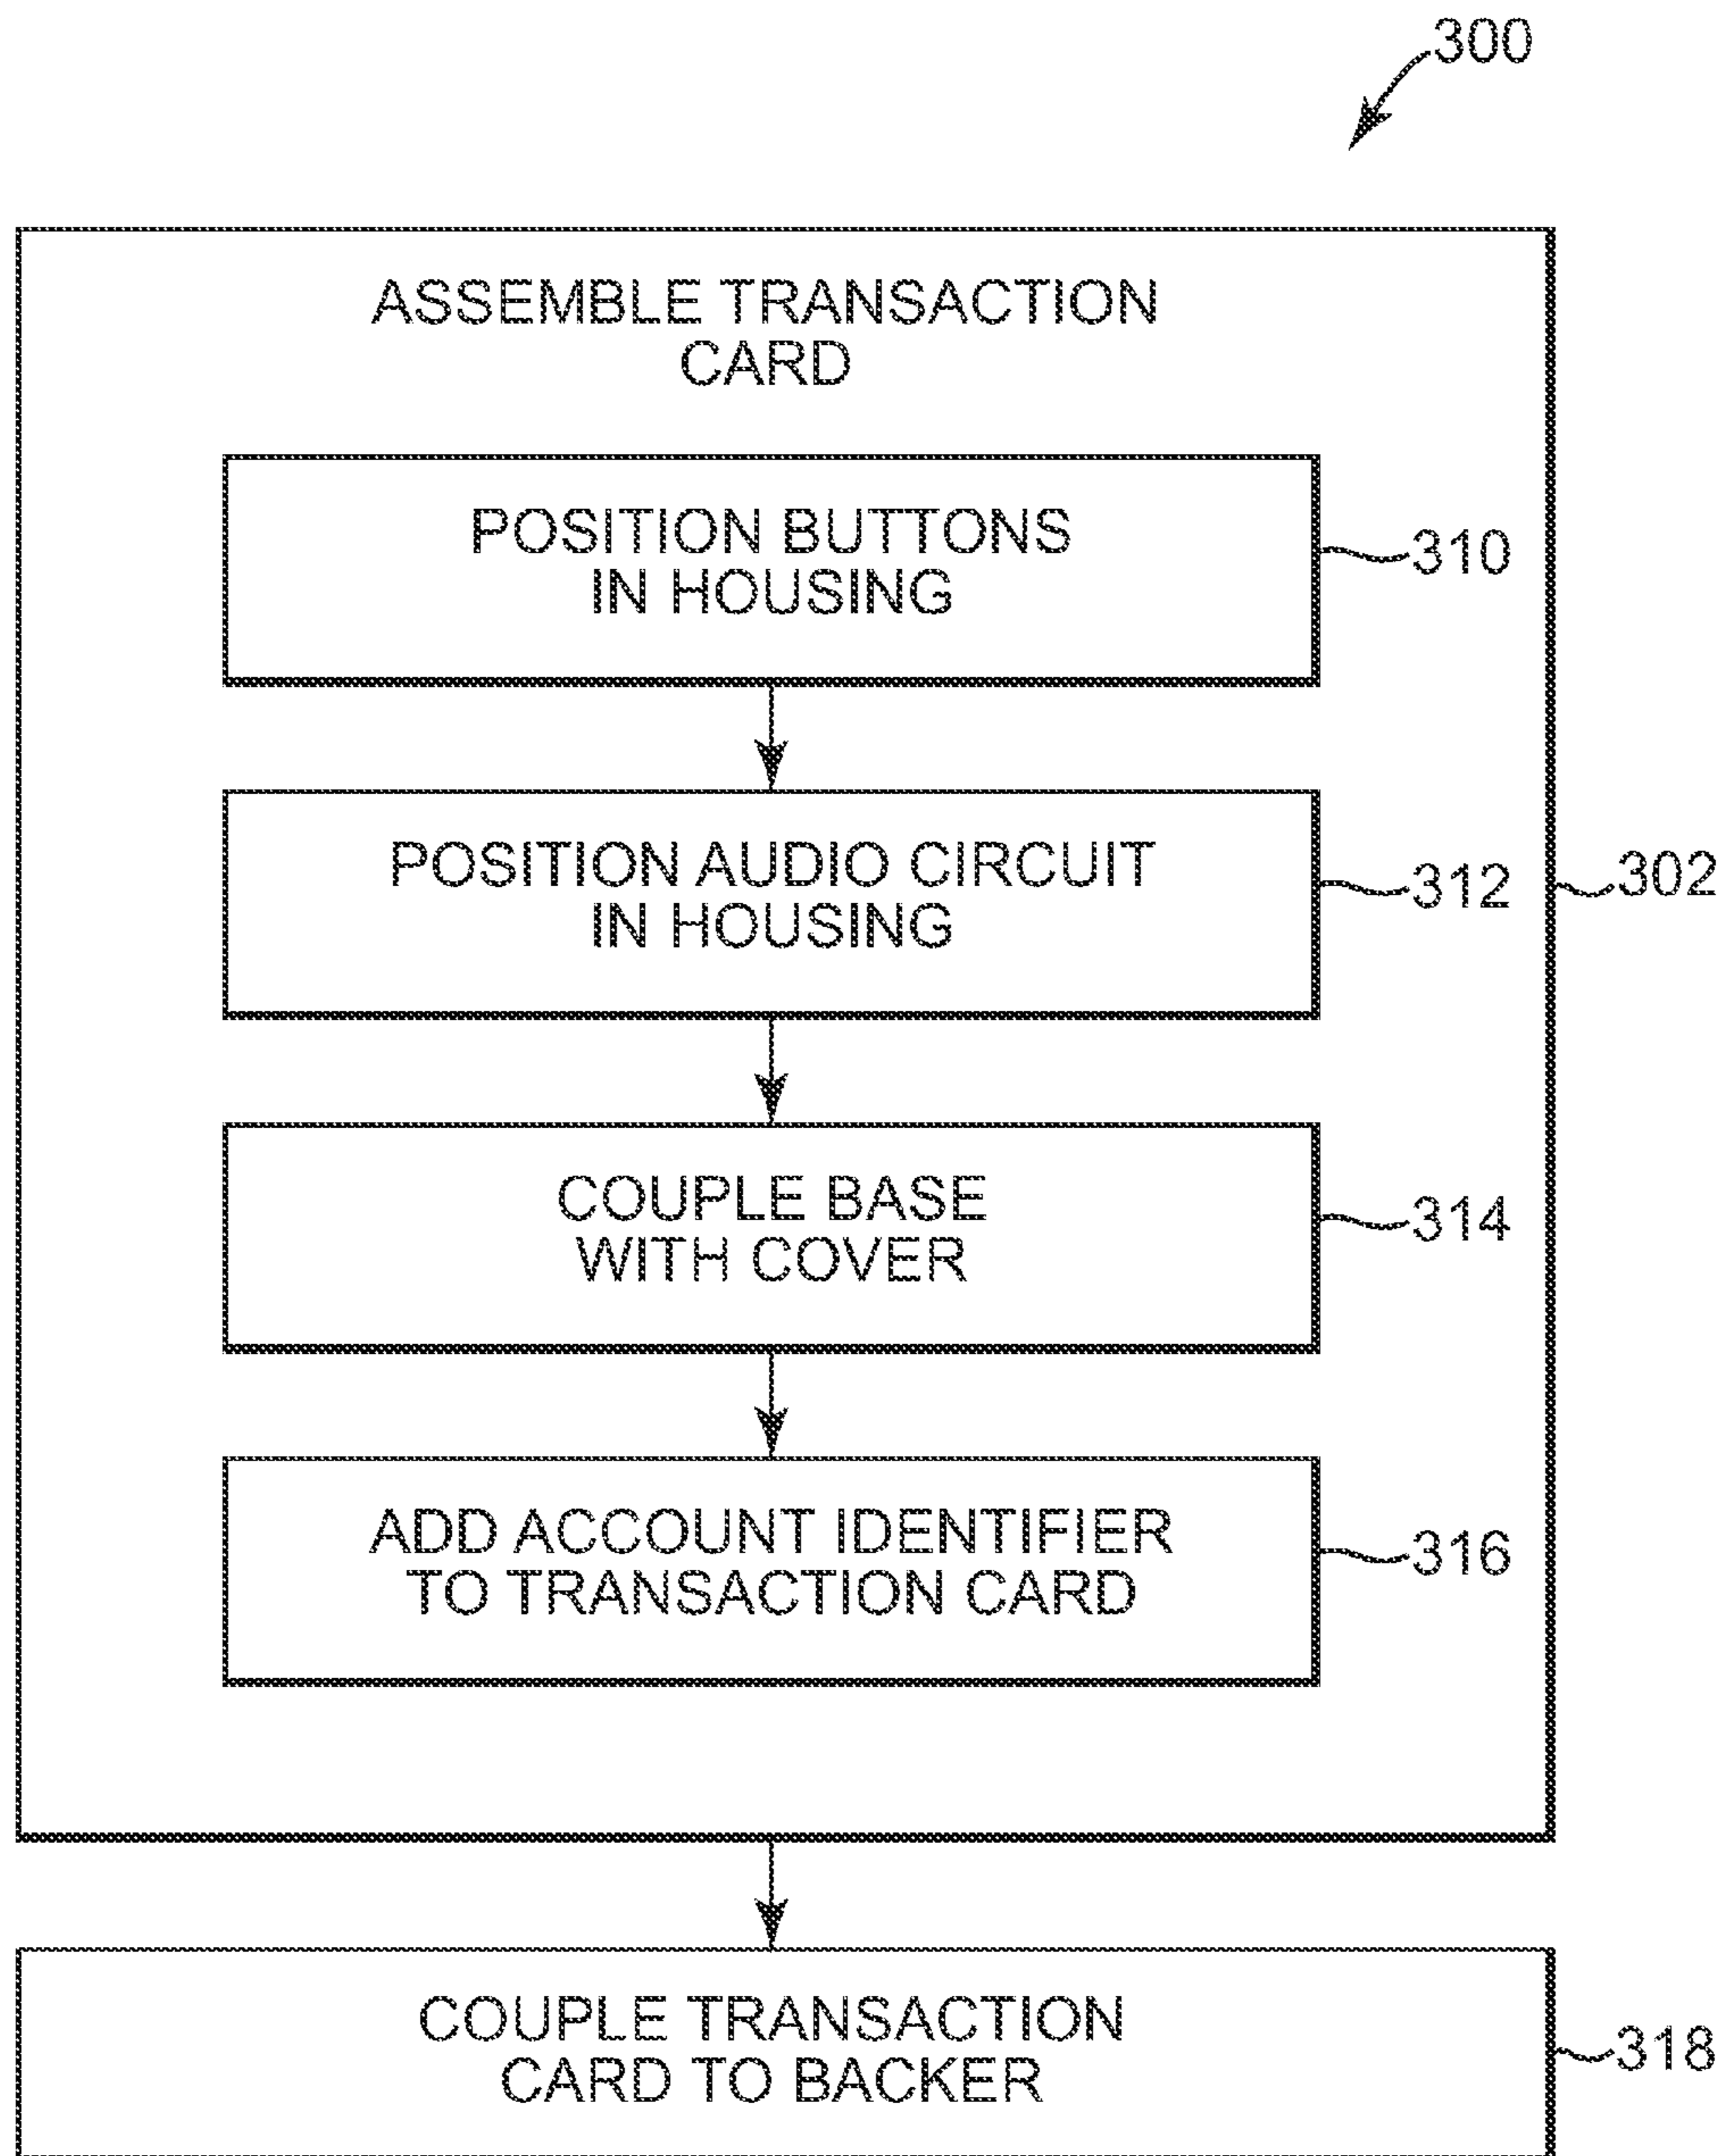 300
ASSEMBLE TRANSACTION
CARD
POSITION BUTTONS
IN HOUSING
310
POSITION AUDIO CIRCUIT
IN HOUSING
312
302
COUPLE BASE
WITH COVER
314
ADD ACCOUNT IDENTIFIER
TO TRANSACTION CARD
316
COUPLE TRANSACTION
CARD TO BACKER
318